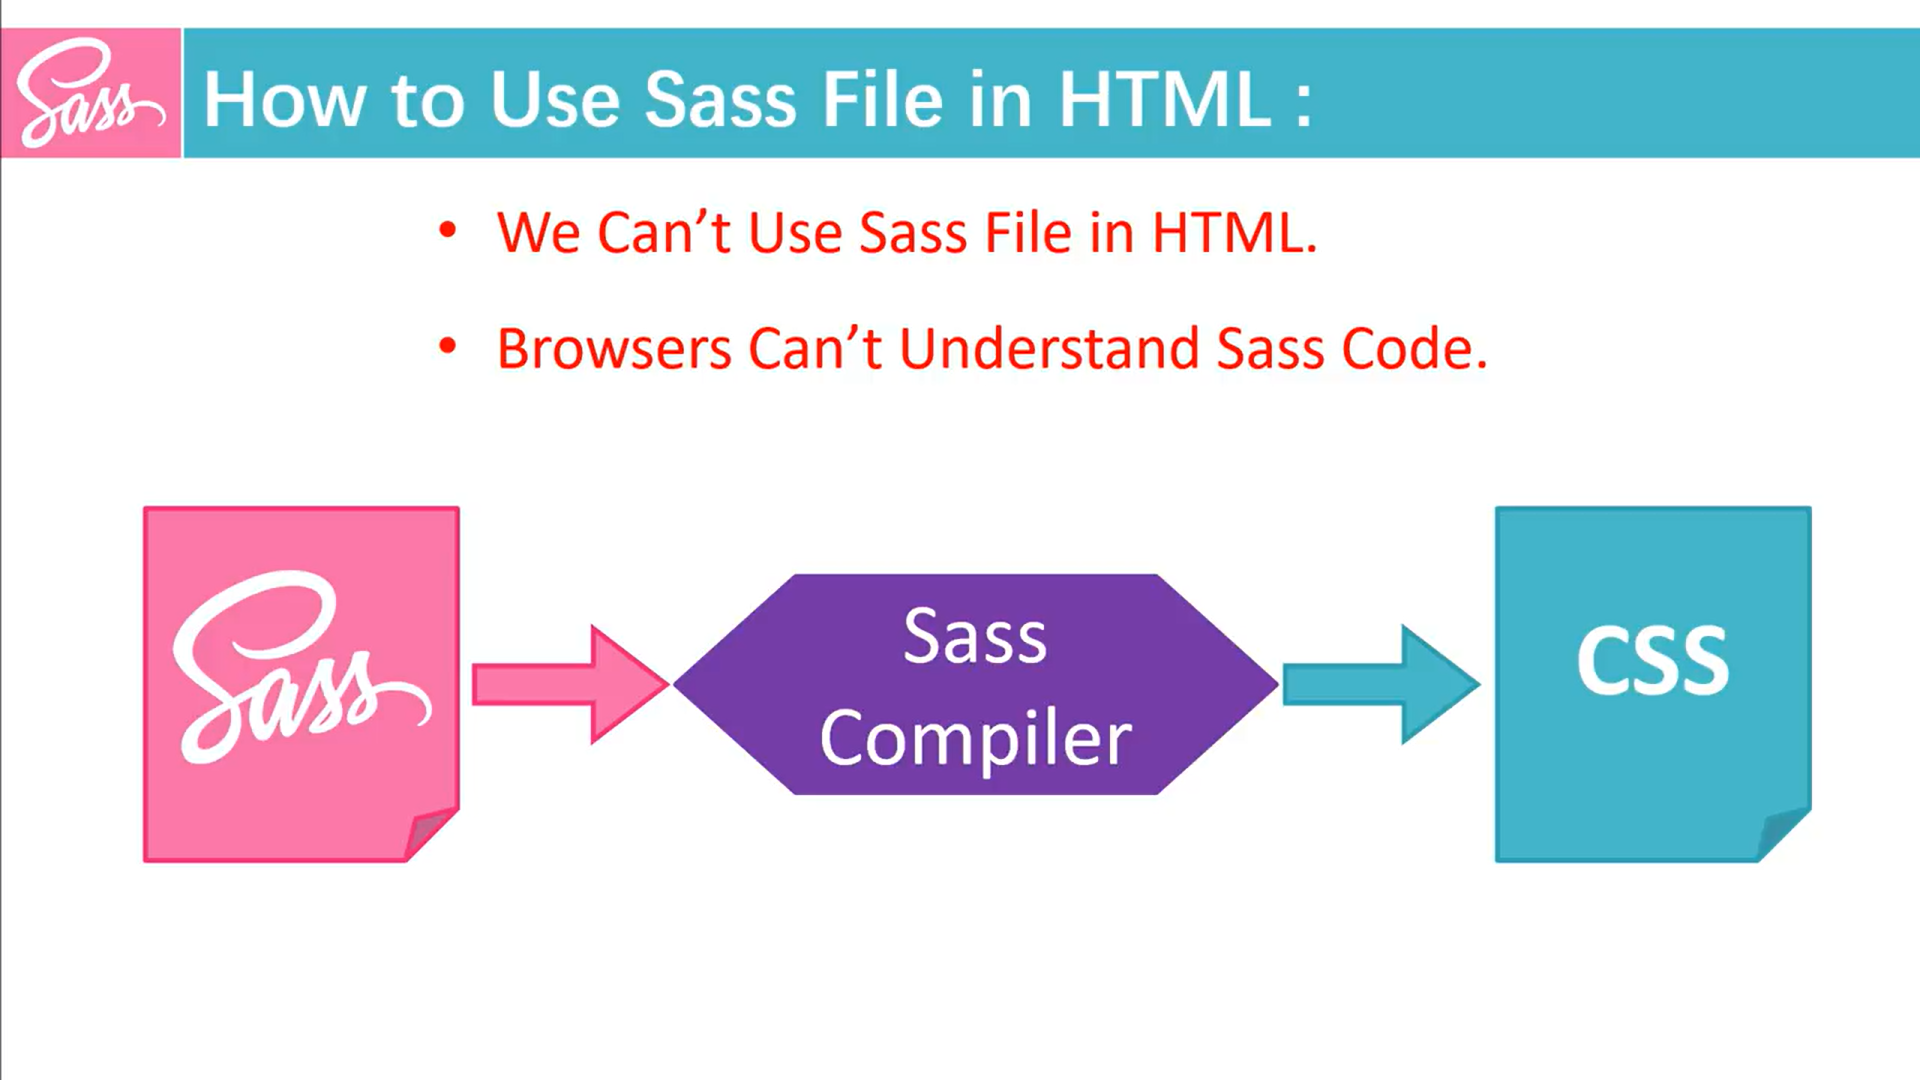 Sass
How to Use Sass File in HTML :
• We Can’t Use Sass File in HTML.
• Browsers Can’t Understand Sass Code.
Sass
Sass
Compiler
CSS